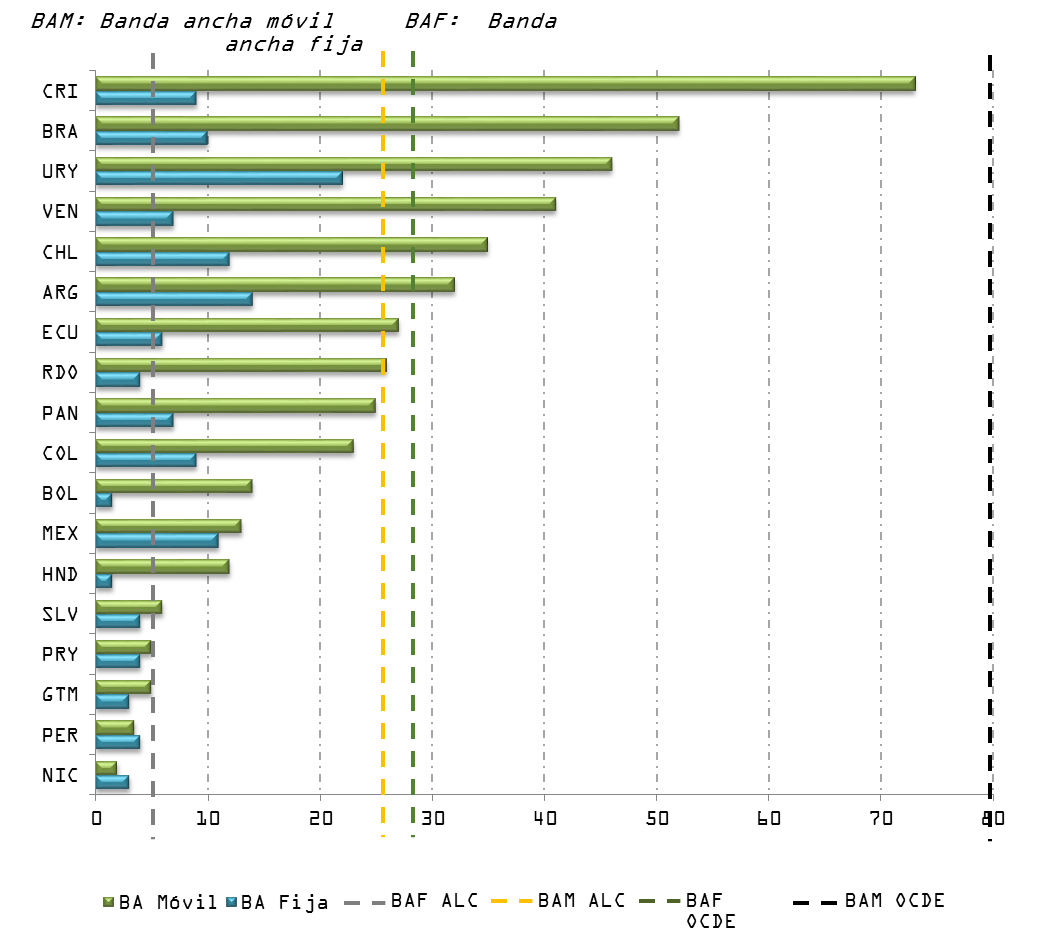 BAM: Banda ancha móvil BAF: Banda
ancha fija
CRI
BRA
URY
VEN
CHL
ARG
ECU
RDO
PAN
COL
BOL
MEX
HND
SLV
PRY
GTM
PER
NIC
0 10 20 30 40 50 60 70 80
BA Móvil BA Fija BAF ALC BAM ALC BAF BAM OCDE
OCDE